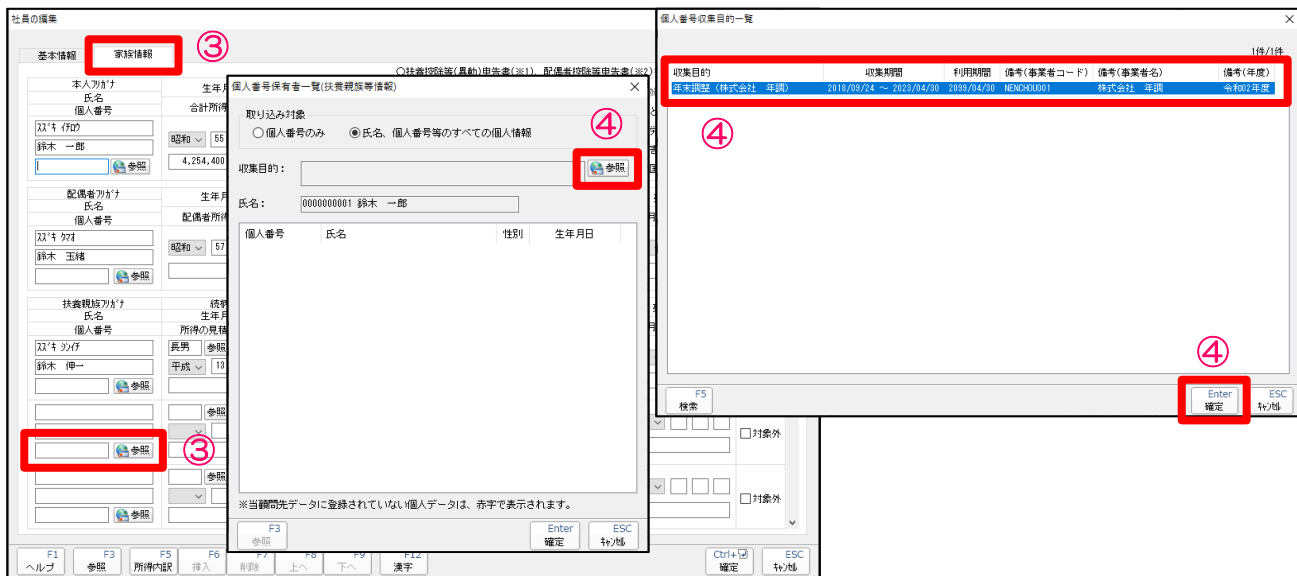 社員の編集
③
基本情報
家族情報
○扶養控除等(異動)申告書(※1)、配偶者控除等申告書(※2)
本人フリガナ
氏名
個人番号
合計所得
ｽｽﾞｷ ｲﾁﾛｳ
鈴木 一郎
参照
昭和
55
4,254,400
配偶者フリガナ
氏名
個人番号
配偶者所得
ｽｽﾞｷ ｸﾏｵ
鈴木 玉緒
参照
昭和
57
扶養親族フリガナ
氏名
個人番号
続柄
所得の見積
ｽｽﾞｷ ｼﾝｲﾁ
鈴木 伸一
参照
長男
参照
平成
13
参照
③
参照
参照
参照
対象外
対象外
F1
ヘルプ
F3
参照
F5
所得内訳
F6
挿入
F7
削除
F8
上へ
F9
下へ
F12
漢字
Ctrl+
確定
ESC
ｷｬﾝｾﾙ
個人番号保有者一覧(扶養親族等情報)
取り込み対象
個人番号のみ
氏名、個人番号等のすべての個人情報
④
収集目的:
参照
氏名:
0000000001 鈴木 一郎
個人番号 氏名 性別 生年月日
※当顧問先データに登録されていない個人データは、赤字で表示されます。
F3
参照
Enter
確定
ESC
ｷｬﾝｾﾙ
個人番号収集目的一覧
1件/1件
収集目的 収集期間 利用期間 備考(事業者コード) 備考(事業者名) 備考(年度)
年末調整(株式会社 年調) 2018/09/24 ～ 2023/04/30 2099/04/30 NENCHOU001 株式会社 年調 令和02年度
④
④
F5
検索
Enter
確定
ESC
ｷｬﾝｾﾙ